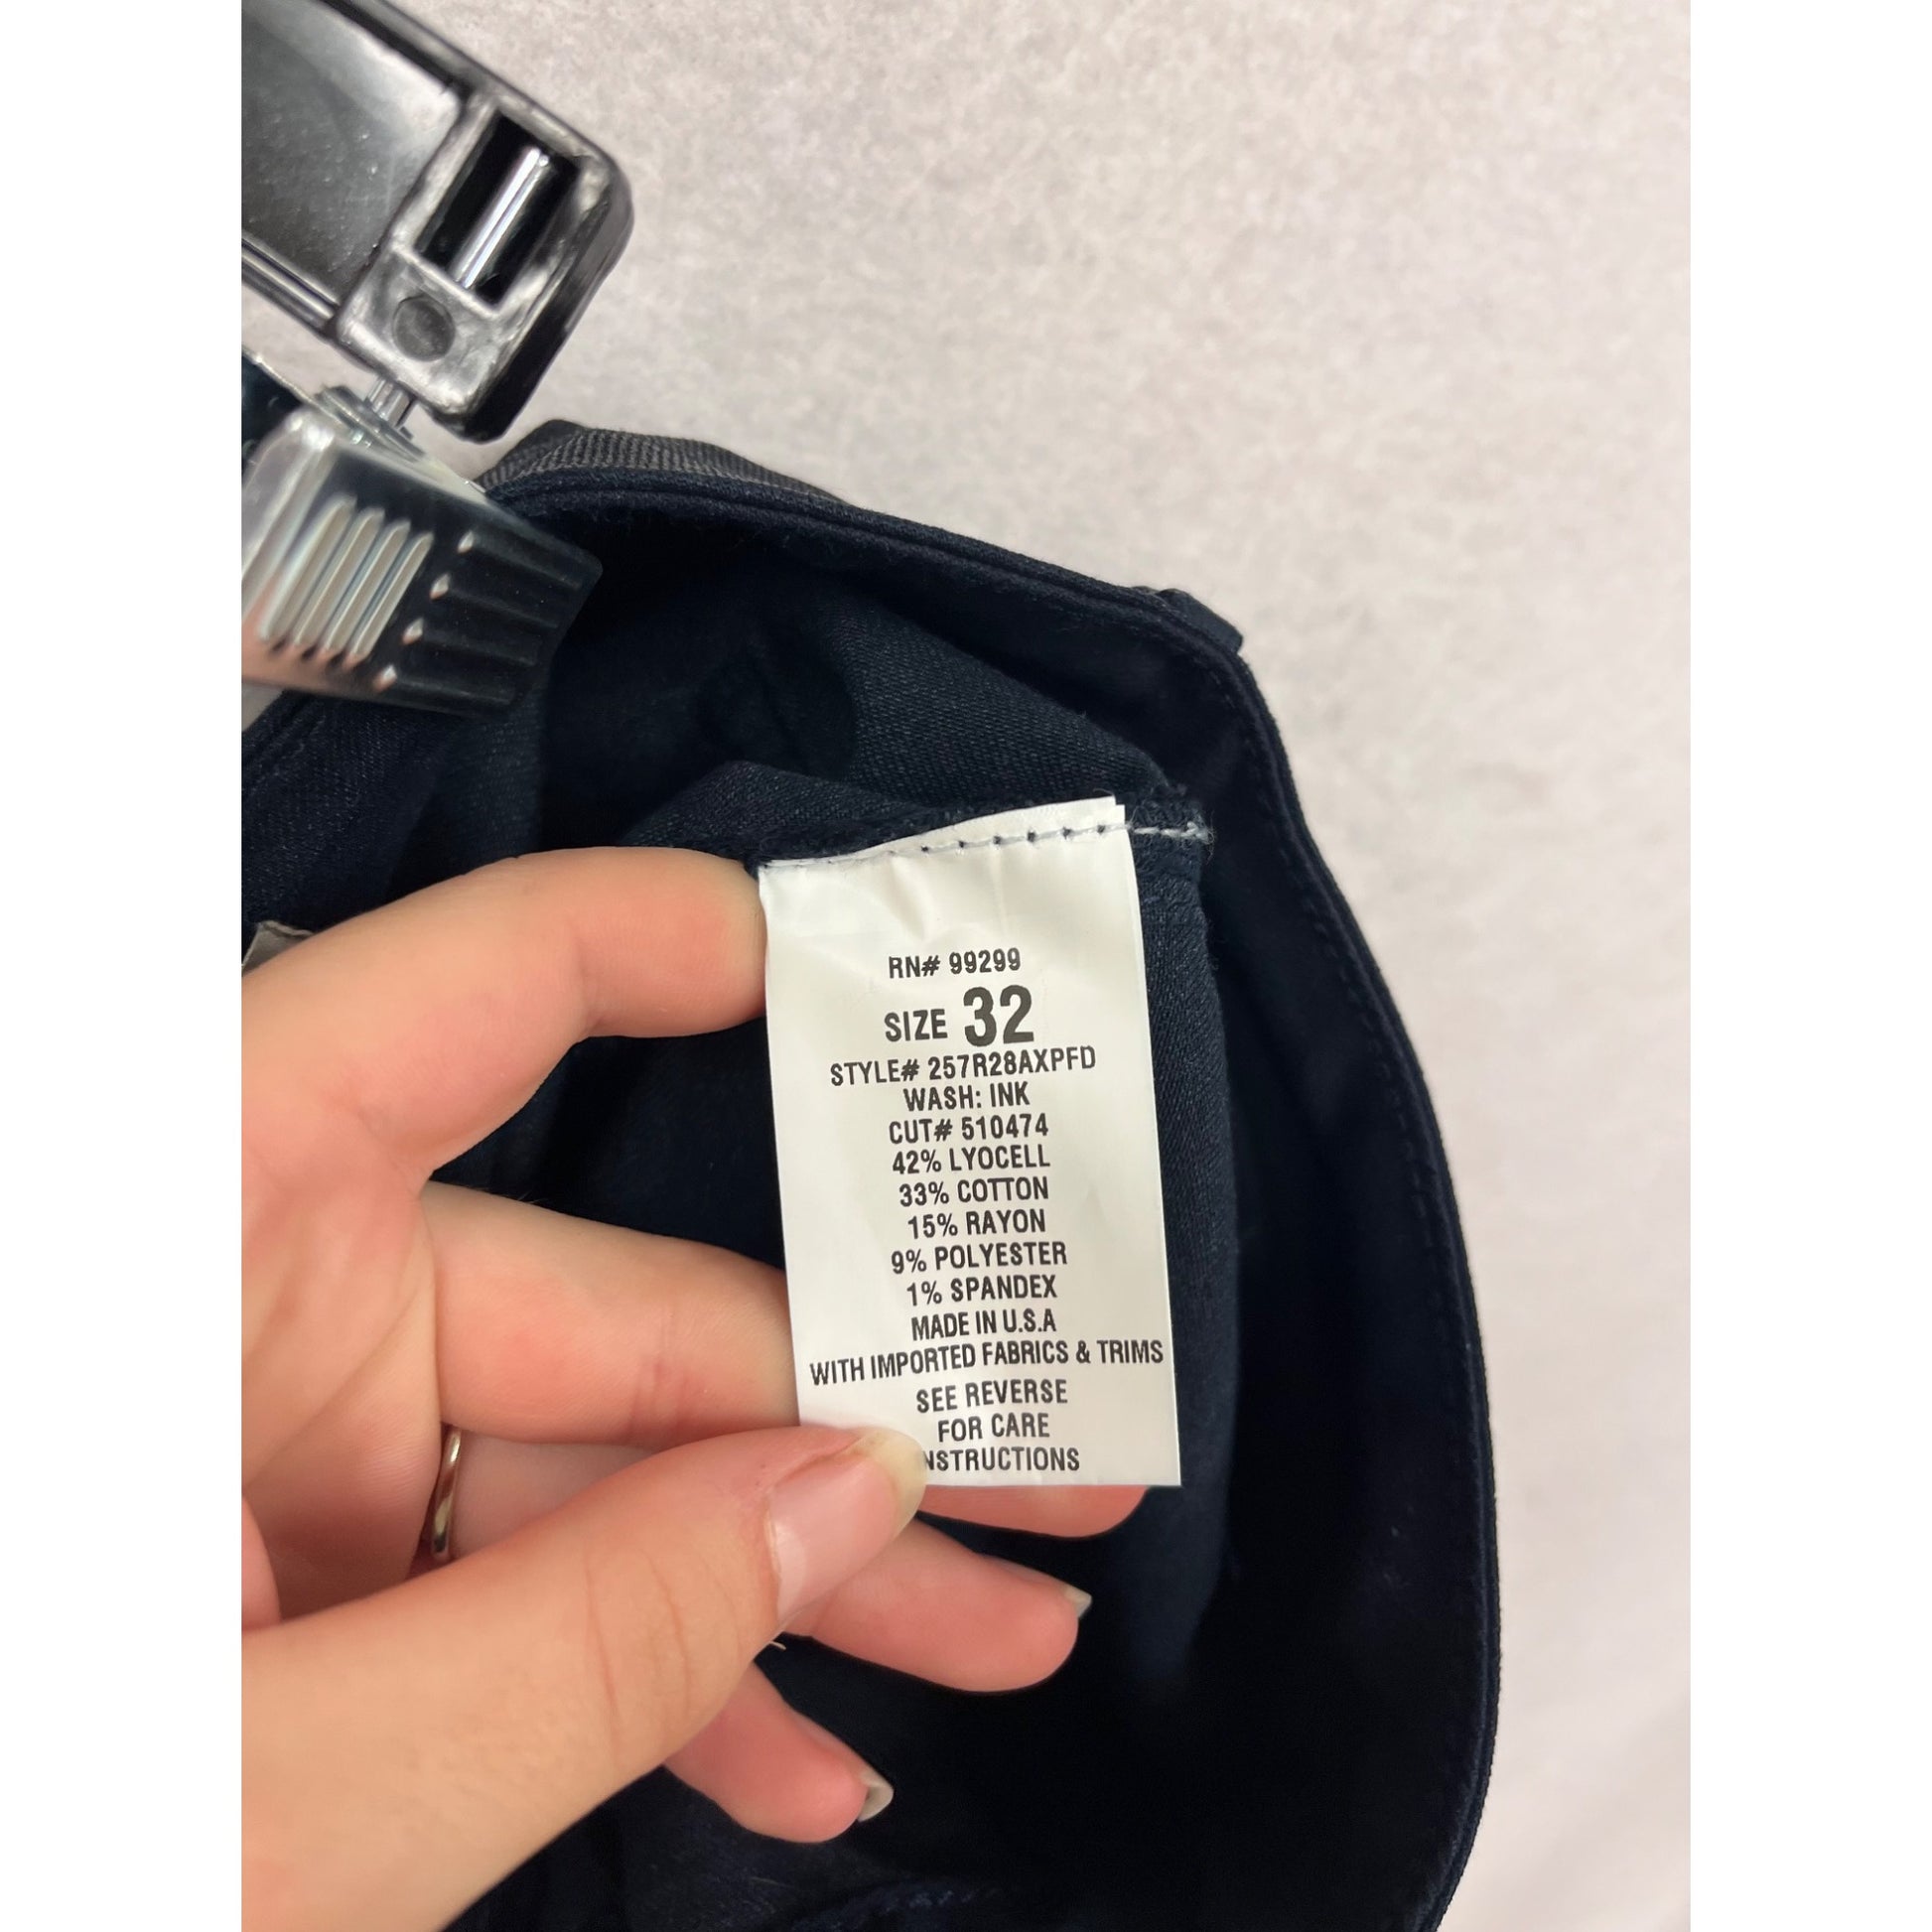 RN# 99299
SIZE 32
STYLE# 257R28AXPFD
WASH: INK
CUT# 510474
42% LYOCELL
33% COTTON
15% RAYON
9% POLYESTER
1% SPANDEX
MADE IN U.S.A
WITH IMPORTED FABRICS & TRIMS
SEE REVERSE
FOR CARE
NSTRUCTIONS